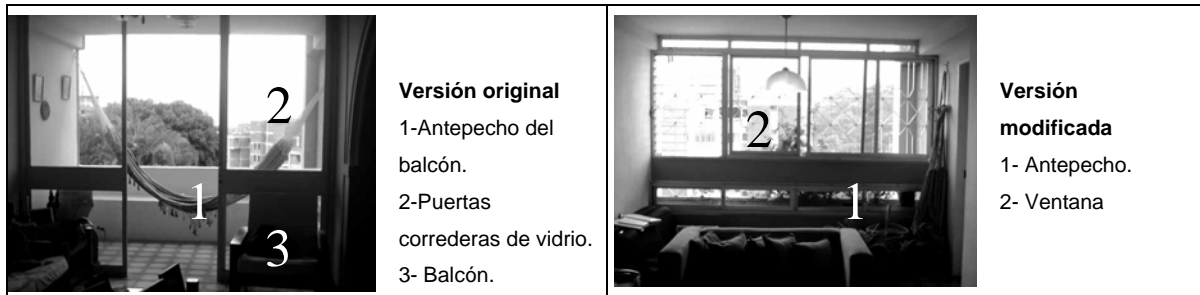 2
1
3
Versión original
1-Antepecho del
balcón.
2-Puertas
correderas de vidrio.
3- Balcón.
2
1
Versión
modificada
1- Antepecho.
2- Ventana